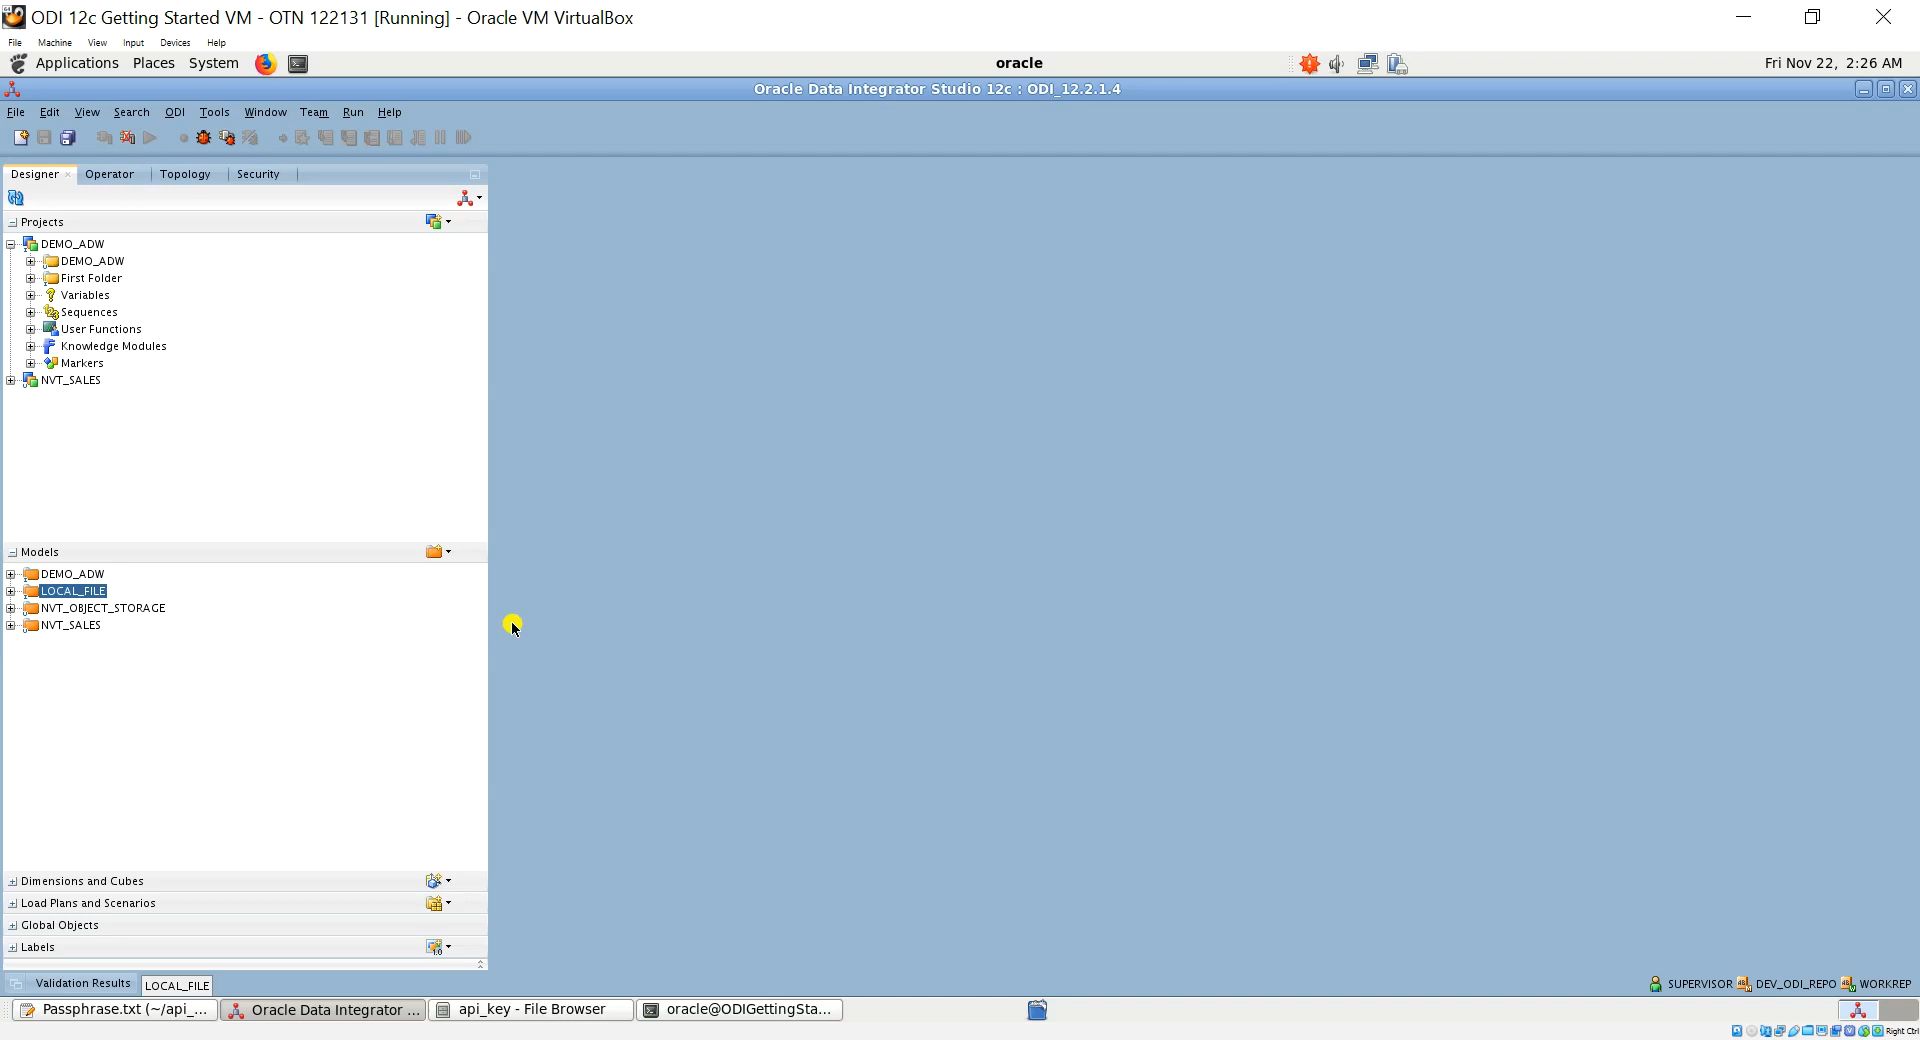 ODI 12c Getting Started VM - OTN 122131 [Running] - Oracle VM VirtualBox
File Machine View Input Devices Help
Applications Places System oracle Fri Nov 22, 2:26 AM
Oracle Data Integrator Studio 12c : ODI_12.2.1.4
File Edit View Search ODI Tools Window Team Run Help
Designer Operator Topology Security
Projects
DEMO_ADW
DEMO_ADW
First Folder
Variables
Sequences
User Functions
Knowledge Modules
Markers
NVT_SALES
Models
DEMO_ADW
LOCAL_FILE
NVT_OBJECT_STORAGE
NVT_SALES
Dimensions and Cubes
Load Plans and Scenarios
Global Objects
Labels
Validation Results LOCAL_FILE SUPERVISOR DEV_ODI_REPO WORKREP
Passphrase.txt (~/api_... Oracle Data Integrator ... api_key - File Browser oracle@ODIGettingSta...
Right Ctrl